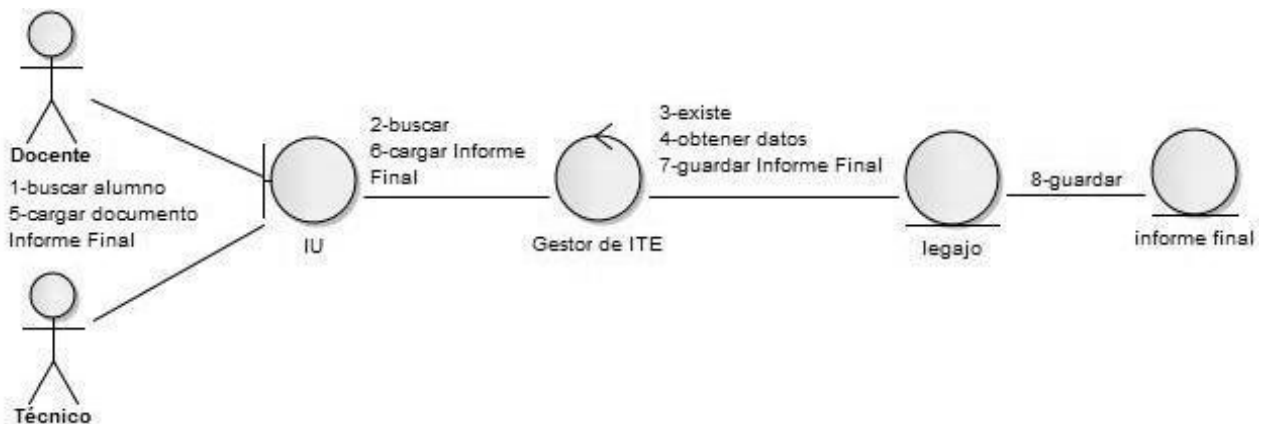 Docente
1-buscar alumno
5-cargar documento
Informe Final
Técnico
IU
2-buscar
6-cargar Informe
Final
Gestor de ITE
3-existe
4-obtener datos
7-guardar Informe Final
legajo
8-guardar
informe final